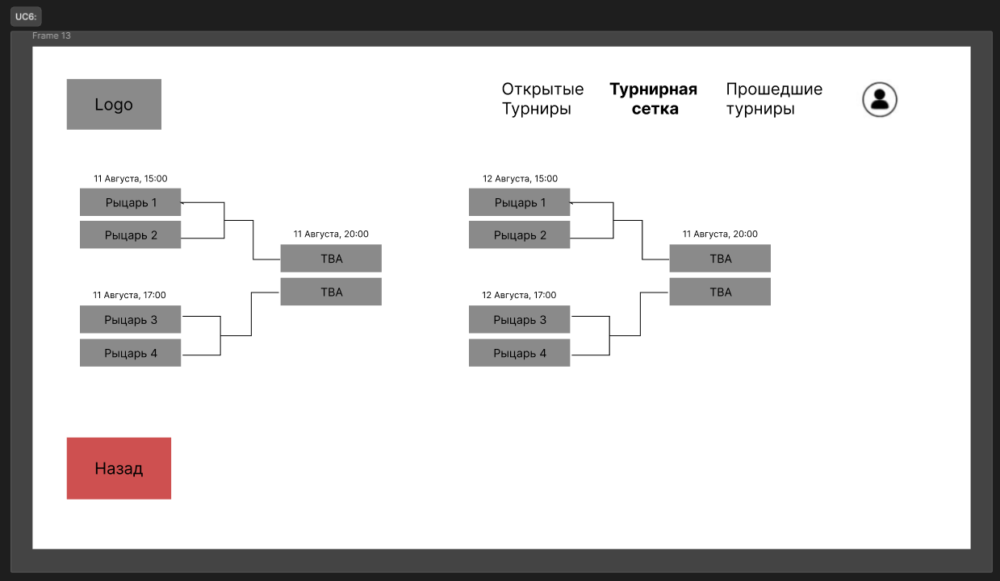 UC6:
Frame 13
Logo
Открытые
Турниры
Турнирная
сетка
Прошедшие
турниры
11 Августа, 15:00
Рыцарь 1
Рыцарь 2
11 Августа, 20:00
TBA
TBA
11 Августа, 17:00
Рыцарь 3
Рыцарь 4
12 Августа, 15:00
Рыцарь 1
Рыцарь 2
11 Августа, 20:00
TBA
TBA
12 Августа, 17:00
Рыцарь 3
Рыцарь 4
Назад